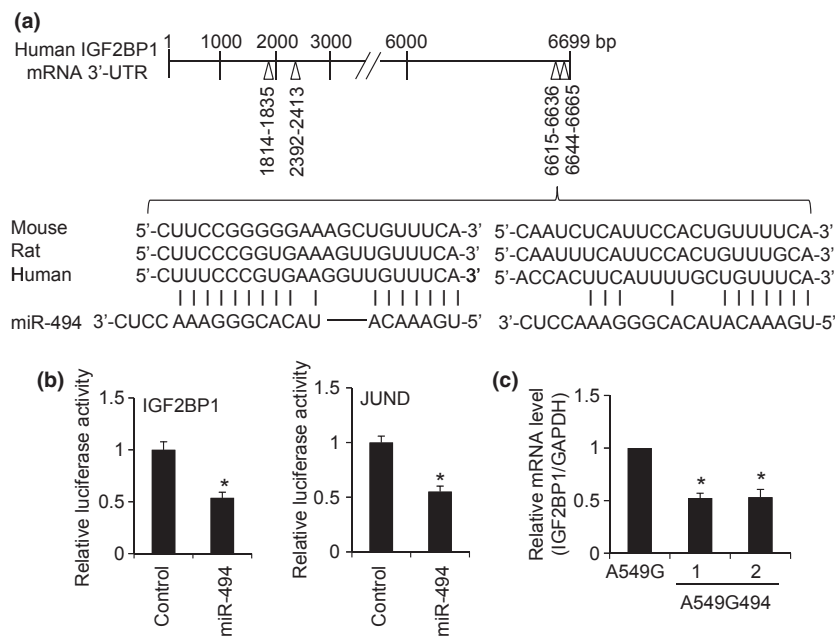 (a)
Human IGF2BP1
mRNA 3'-UTR
1 1000 2000 3000 6000 6699 bp
1814-1835
2392-2413
6615-6636
6644-6665
Mouse 5'-CUUCCGGGGGAAAGCUGUUUCA-3' 5'-CAAUCUCAUUCCACUGUUUUCA-3'
Rat 5'-CUUCCCGGUGAAAGUUGUUUCA-3' 5'-CAAUUUCAUUCCACUGUUUGCA-3'
Human 5'-CUUUCCCGUGAAGGUUGUUUCA-3' 5'-ACCACUUCAUUUUGCUGUUUCA-3'
miR-494 3'-CUCC AAAGGGCACAU ACAAAGU-5' 3'-CUCCAAAGGGCACAUACAAAGU-5'
(b)
Relative luciferase activity
1.5
1
0.5
0
IGF2BP1
*
Control
miR-494
Relative luciferase activity
1.5
1
0.5
0
JUND
*
Control
miR-494
(c)
Relative mRNA level
(IGF2BP1/GAPDH)
1.5
1
0.5
0
* *
A549G 1 2
A549G494